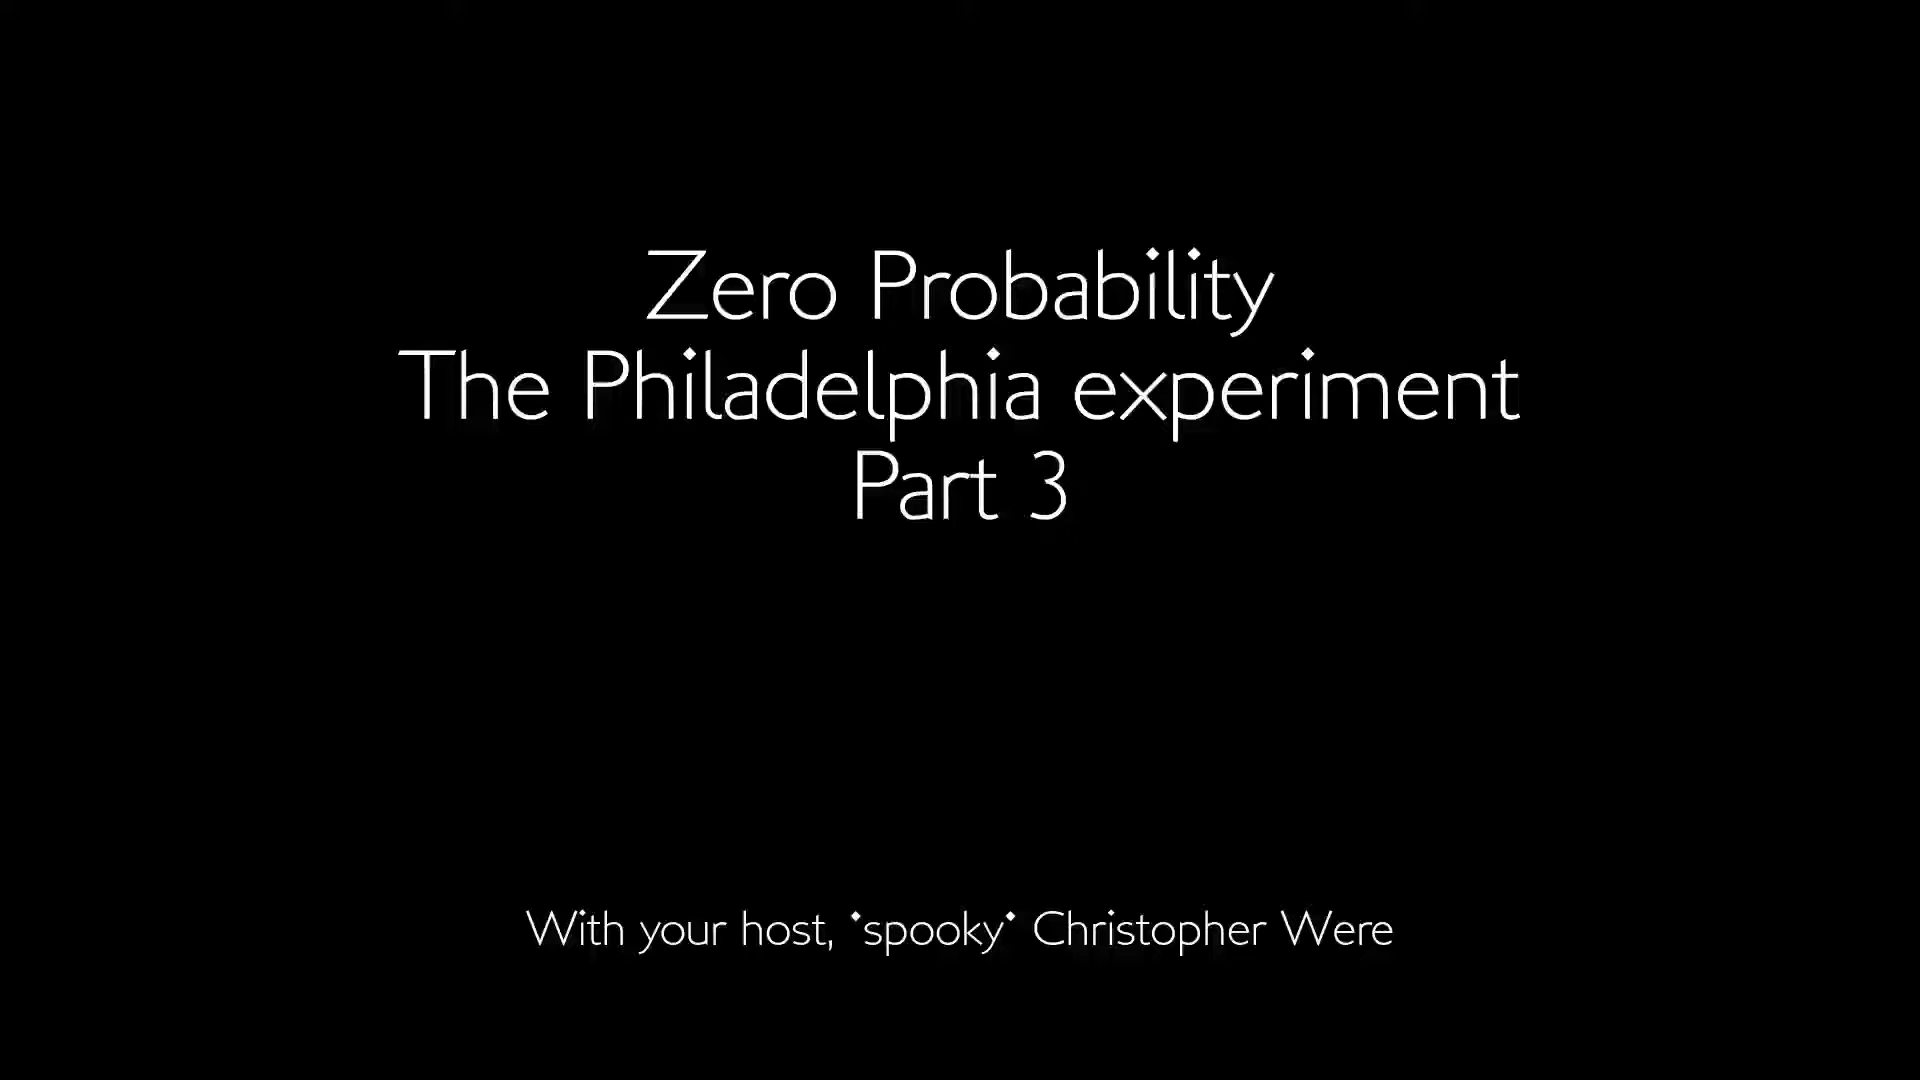 Zero Probability
The Philadelphia experiment
Part 3
With your host, *spooky* Christopher Were